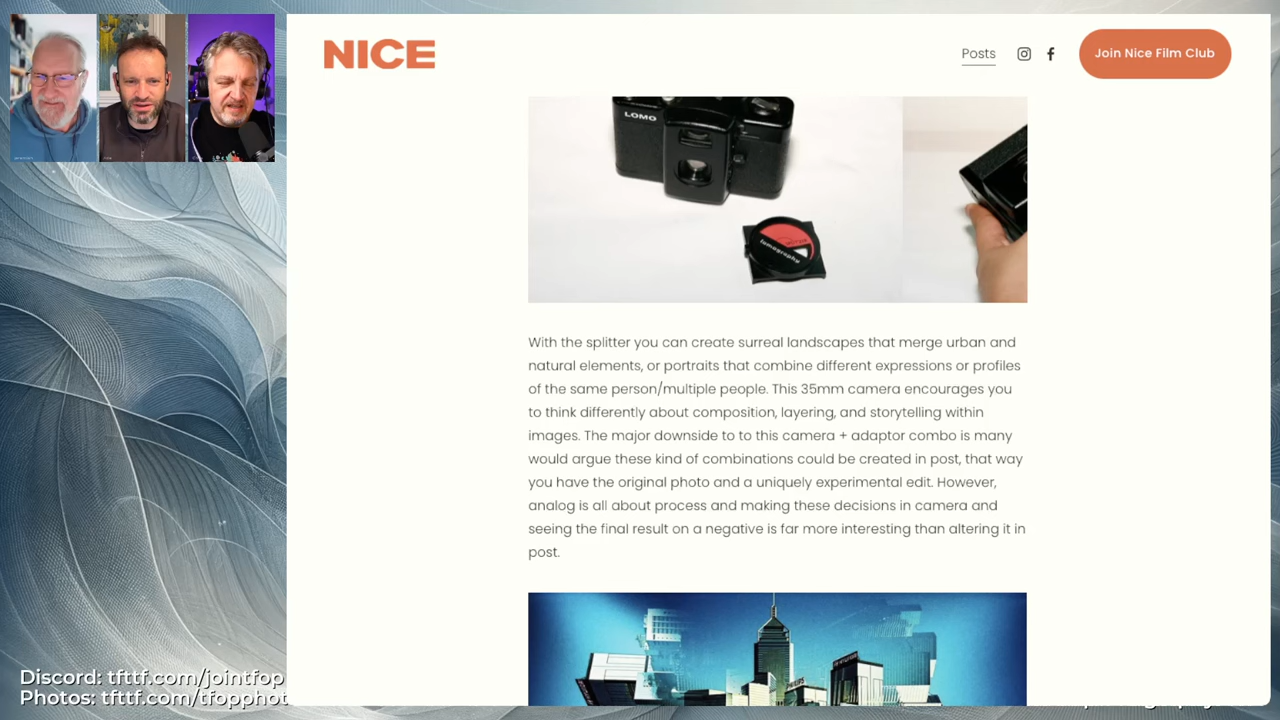 NICE
Posts
Join Nice Film Club
LOMO
lomography
With the splitter you can create surreal landscapes that merge urban and
natural elements, or portraits that combine different expressions or profiles
of the same person/multiple people. This 35mm camera encourages you
to think differently about composition, layering, and storytelling within
images. The major downside to to this camera + adaptor combo is many
would argue these kind of combinations could be created in post, that way
you have the original photo and a uniquely experimental edit. However,
analog is all about process and making these decisions in camera and
seeing the final result on a negative is far more interesting than altering it in
post.
Discord: tfttf.com/jointfop
Photos: tfttf.com/tfopphot